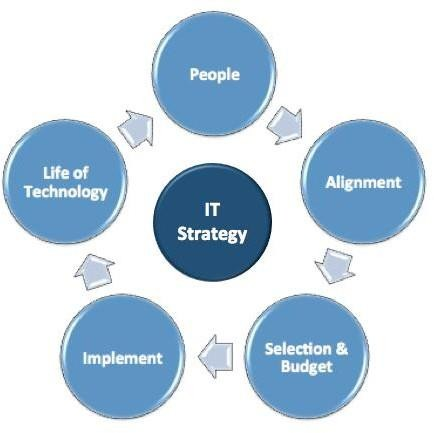 People
Alignment
Selection &
Budget
Implement
Life of
Technology
IT
Strategy